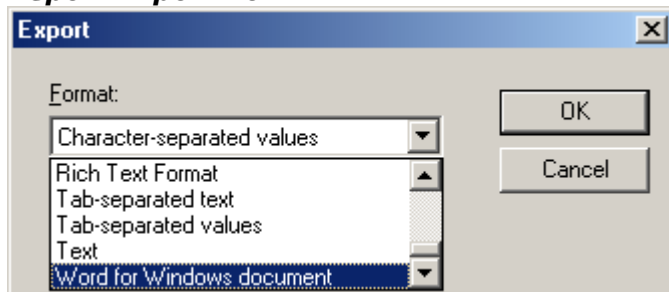 Export
Format:
OK
Character-separated values
Cancel
Rich Text Format
Tab-separated text
Tab-separated values
Text
Word for Windows document